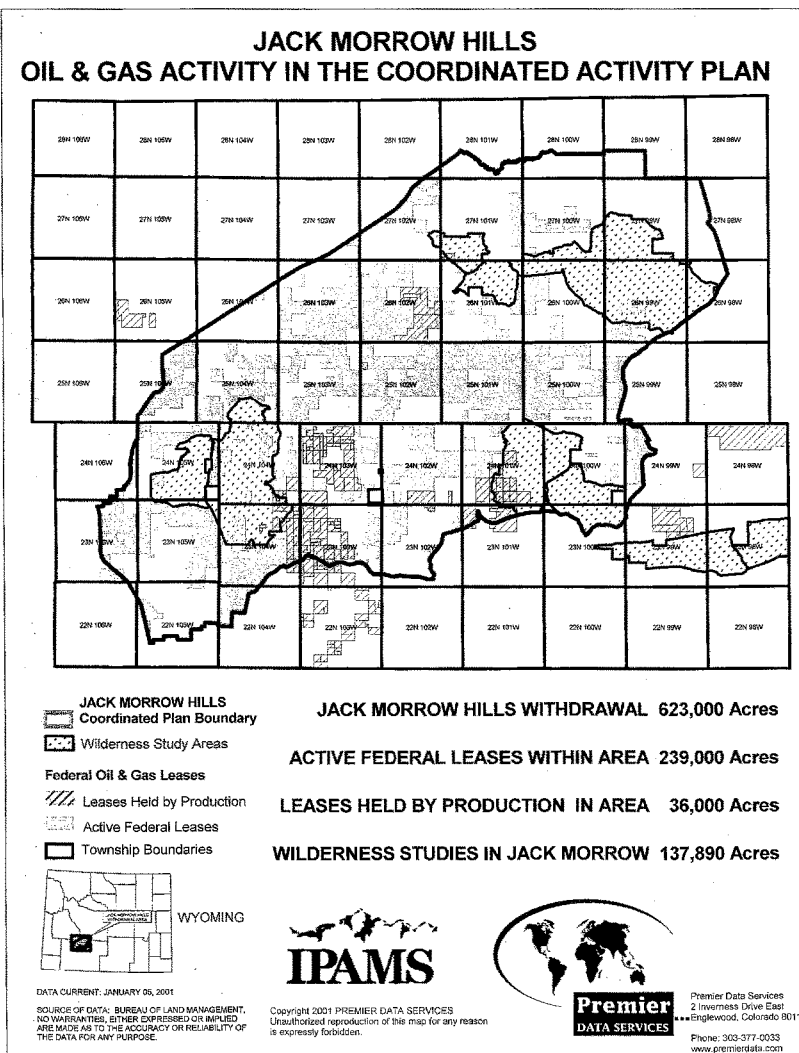 JACK MORROW HILLS
OIL & GAS ACTIVITY IN THE COORDINATED ACTIVITY PLAN
28N 106W 28N 105W 28N 104W 28N 103W 28N 102W 28N 101W 28N 100W 28N 99W 28N 98W
27N 106W 27N 105W 27N 104W 27N 103W 27N 102W 27N 101W 27N 100W 27N 98W
26N 106W 26N 105W 26N 103W 26N 102W 26N 101W 26N 100W 26N 99W 26N 98W
25N 106W 25N 104W 25N 103W 25N 102W 25N 101W 25N 100W 25N 99W 25N 98W
24N 106W 24N 105W 24N 104W 24N 103W 24N 102W 24N 99W 24N 98W
23N 105W 23N 102W 23N 101W
22N 106W 22N 105W 22N 104W 22N 103W 22N 102W 22N 101W 22N 100W 22N 99W 22N 98W
JACK MORROW HILLS
Coordinated Plan Boundary
Wilderness Study Areas
Federal Oil & Gas Leases
Leases Held by Production
Active Federal Leases
Township Boundaries
JACK MORROW HILLS WITHDRAWAL 623,000 Acres
ACTIVE FEDERAL LEASES WITHIN AREA 239,000 Acres
LEASES HELD BY PRODUCTION IN AREA 36,000 Acres
WILDERNESS STUDIES IN JACK MORROW 137,890 Acres
JACK MORROW HILLS
WITHDRAWAL AREA
WYOMING
DATA CURRENT: JANUARY 05, 2001
SOURCE OF DATA: BUREAU OF LAND MANAGEMENT,
NO WARRANTIES, EITHER EXPRESSED OR IMPLIED
ARE MADE AS TO THE ACCURACY OR RELIABILITY OF
THE DATA FOR ANY PURPOSE.
IPAMS
Copyright 2001 PREMIER DATA SERVICES
Unauthorized reproduction of this map for any reason
is expressly forbidden.
Premier
DATA SERVICES
Premier Data Services
2 Inverness Drive East
Englewood, Colorado 8011
Phone: 303-377-0033
www.premierdata.com